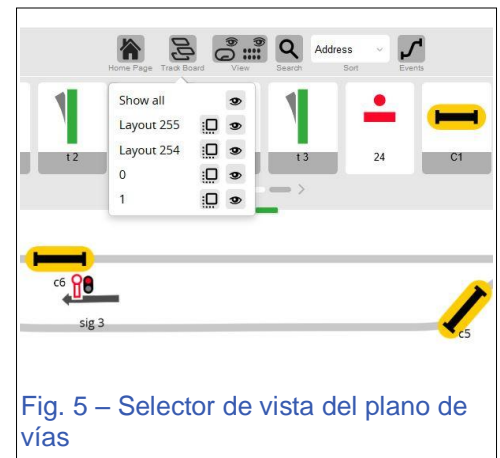 Address
Home Page Track Board View Search Sort Events
Show all
Layout 255
Layout 254
0
1
t 2
t 3
24
C1
c6
sig 3
c5
Fig. 5 – Selector de vista del plano de
vías